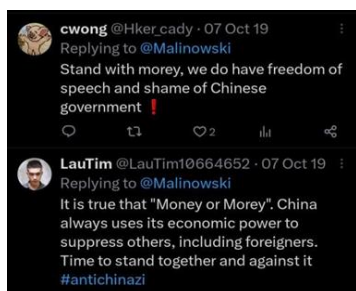 cwong @Hker_cady · 07 Oct 19
Replying to @Malinowski
Stand with morey, we do have freedom of
speech and shame of Chinese
government ❗
2
LauTim @LauTim10664652 · 07 Oct 19
Replying to @Malinowski
It is true that "Money or Morey". China
always uses its economic power to
suppress others, including foreigners.
Time to stand together and against it
#antichinazi